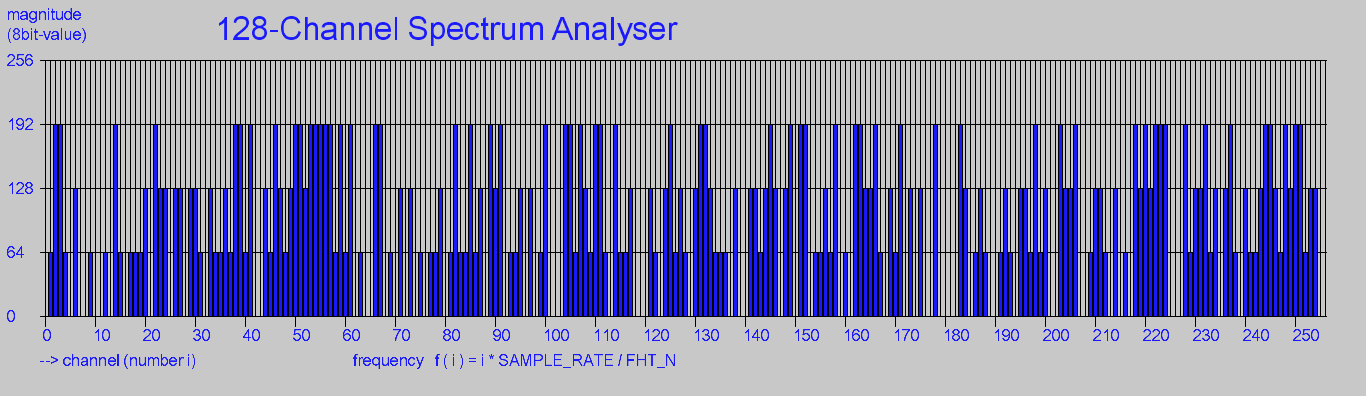 magnitude
(8bit-value)
128-Channel Spectrum Analyser
256
192
128
64
0
0 10 20 30 40 50 60 70 80 90 100 110 120 130 140 150 160 170 180 190 200 210 220 230 240 250
--> channel (number i)
frequency f ( i ) = i * SAMPLE_RATE / FHT_N